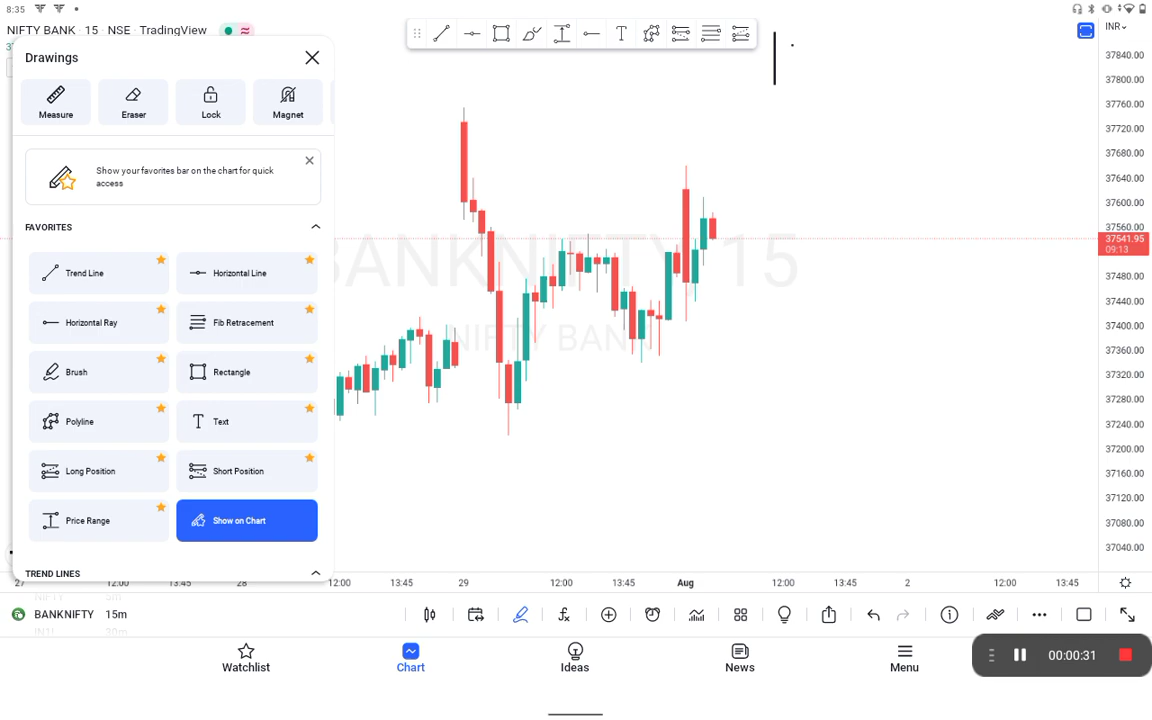 8:35
NIFTY BANK · 15 · NSE · TradingView
INR
Drawings
Measure
Eraser
Lock
Magnet
Show your favorites bar on the chart for quick
access
FAVORITES
Trend Line
Horizontal Line
Horizontal Ray
Fib Retracement
Brush
Rectangle
Polyline
Text
Long Position
Short Position
Price Range
Show on Chart
TREND LINES
BANKNIFTY 15
NIFTY BANK
37840.00
37800.00
37760.00
37720.00
37680.00
37640.00
37600.00
37560.00
37541.95
09:13
37480.00
37440.00
37400.00
37360.00
37320.00
37280.00
37240.00
37200.00
37160.00
37120.00
37080.00
37040.00
27 12:00 13:45 28 12:00 13:45 29 12:00 13:45 Aug 12:00 13:45 2 12:00 13:45
5m
BANKNIFTY 15m
30m
Watchlist
Chart
Ideas
News
Menu
00:00:31